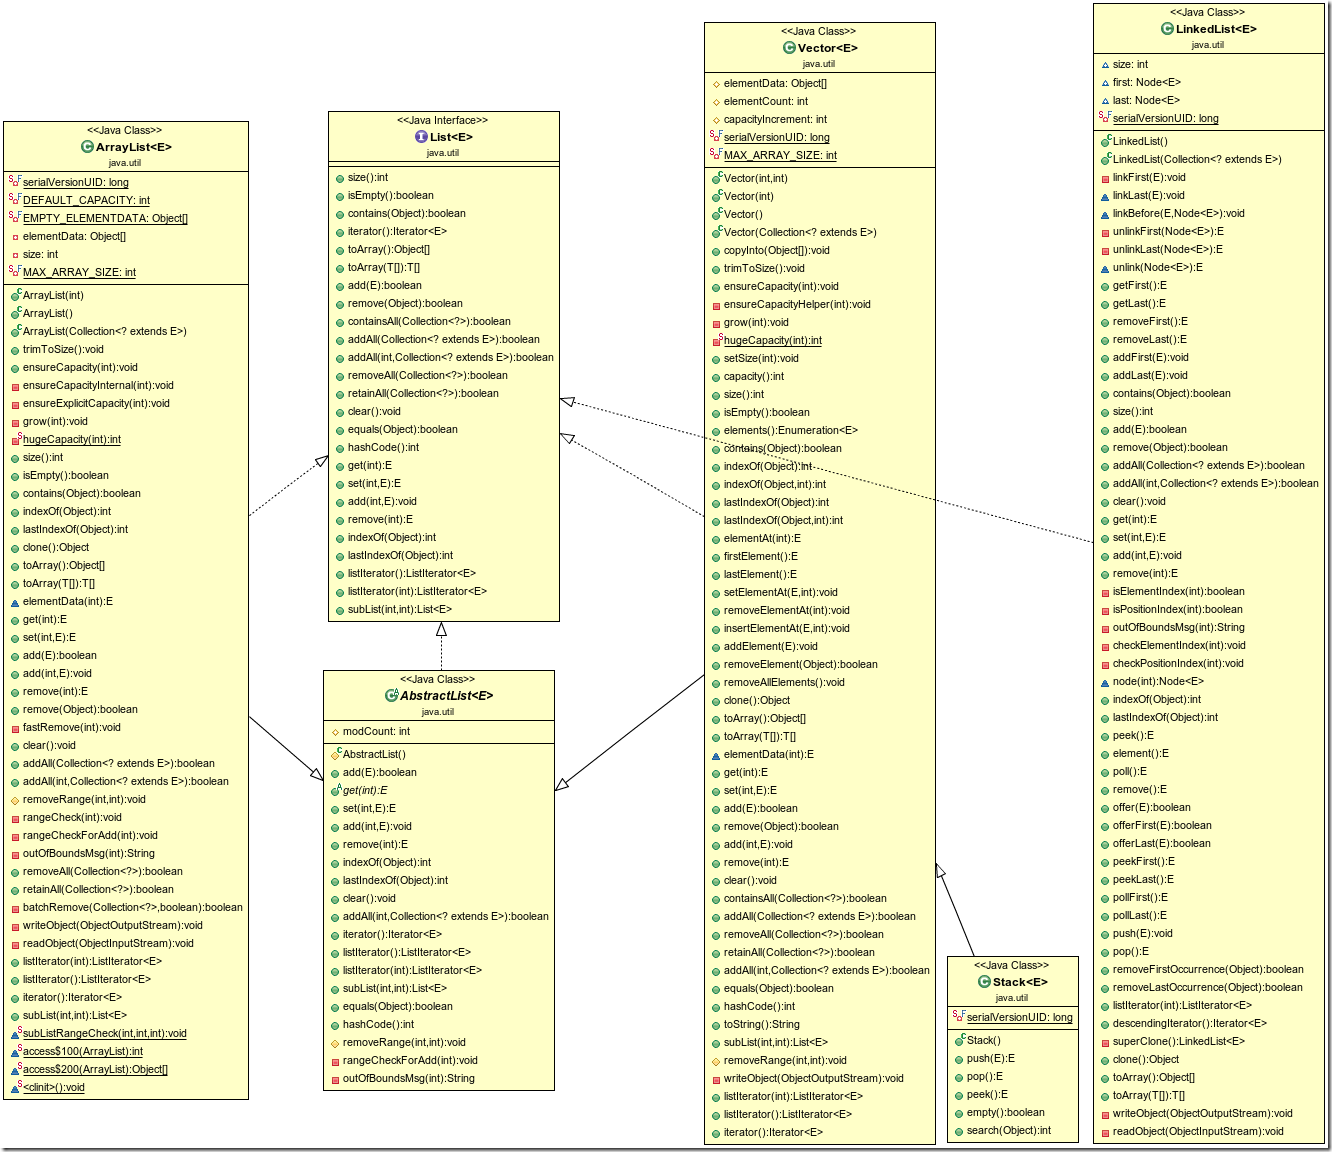 <<Java Class>>
ArrayList<E>
java.util
serialVersionUID: long
DEFAULT_CAPACITY: int
EMPTY_ELEMENTDATA: Object[]
elementData: Object[]
size: int
MAX_ARRAY_SIZE: int
ArrayList(int)
ArrayList()
ArrayList(Collection<? extends E>)
trimToSize():void
ensureCapacity(int):void
ensureCapacityInternal(int):void
ensureExplicitCapacity(int):void
grow(int):void
hugeCapacity(int):int
size():int
isEmpty():boolean
contains(Object):boolean
indexOf(Object):int
lastIndexOf(Object):int
clone():Object
toArray():Object[]
toArray(T[]):T[]
elementData(int):E
get(int):E
set(int,E):E
add(E):boolean
add(int,E):void
remove(int):E
remove(Object):boolean
fastRemove(int):void
clear():void
addAll(Collection<? extends E>):boolean
addAll(int,Collection<? extends E>):boolean
removeRange(int,int):void
rangeCheck(int):void
rangeCheckForAdd(int):void
outOfBoundsMsg(int):String
removeAll(Collection<?>):boolean
retainAll(Collection<?>):boolean
batchRemove(Collection<?>,boolean):boolean
writeObject(ObjectOutputStream):void
readObject(ObjectInputStream):void
listIterator(int):ListIterator<E>
listIterator():ListIterator<E>
iterator():Iterator<E>
subList(int,int):List<E>
subListRangeCheck(int,int,int):void
access$100(ArrayList):int
access$200(ArrayList):Object[]
<clinit>():void
<<Java Interface>>
List<E>
java.util
size():int
isEmpty():boolean
contains(Object):boolean
iterator():Iterator<E>
toArray():Object[]
toArray(T[]):T[]
add(E):boolean
remove(Object):boolean
containsAll(Collection<?>):boolean
addAll(Collection<? extends E>):boolean
addAll(int,Collection<? extends E>):boolean
removeAll(Collection<?>):boolean
retainAll(Collection<?>):boolean
clear():void
equals(Object):boolean
hashCode():int
get(int):E
set(int,E):E
add(int,E):void
remove(int):E
indexOf(Object):int
lastIndexOf(Object):int
listIterator():ListIterator<E>
listIterator(int):ListIterator<E>
subList(int,int):List<E>
<<Java Class>>
AbstractList<E>
java.util
modCount: int
AbstractList()
add(E):boolean
get(int):E
set(int,E):E
add(int,E):void
remove(int):E
indexOf(Object):int
lastIndexOf(Object):int
clear():void
addAll(int,Collection<? extends E>):boolean
iterator():Iterator<E>
listIterator():ListIterator<E>
listIterator(int):ListIterator<E>
subList(int,int):List<E>
equals(Object):boolean
hashCode():int
removeRange(int,int):void
rangeCheckForAdd(int):void
outOfBoundsMsg(int):String
<<Java Class>>
Vector<E>
java.util
elementData: Object[]
elementCount: int
capacityIncrement: int
serialVersionUID: long
MAX_ARRAY_SIZE: int
Vector(int,int)
Vector(int)
Vector()
Vector(Collection<? extends E>)
copyInto(Object[]):void
trimToSize():void
ensureCapacity(int):void
ensureCapacityHelper(int):void
grow(int):void
hugeCapacity(int):int
setSize(int):void
capacity():int
size():int
isEmpty():boolean
elements():Enumeration<E>
contains(Object):boolean
indexOf(Object):int
indexOf(Object,int):int
lastIndexOf(Object):int
lastIndexOf(Object,int):int
elementAt(int):E
firstElement():E
lastElement():E
setElementAt(E,int):void
removeElementAt(int):void
insertElementAt(E,int):void
addElement(E):void
removeElement(Object):boolean
removeAllElements():void
clone():Object
toArray():Object[]
toArray(T[]):T[]
elementData(int):E
get(int):E
set(int,E):E
add(E):boolean
remove(Object):boolean
add(int,E):void
remove(int):E
clear():void
containsAll(Collection<?>):boolean
addAll(Collection<? extends E>):boolean
removeAll(Collection<?>):boolean
retainAll(Collection<?>):boolean
addAll(int,Collection<? extends E>):boolean
equals(Object):boolean
hashCode():int
toString():String
subList(int,int):List<E>
removeRange(int,int):void
writeObject(ObjectOutputStream):void
listIterator(int):ListIterator<E>
listIterator():ListIterator<E>
iterator():Iterator<E>
<<Java Class>>
Stack<E>
java.util
serialVersionUID: long
Stack()
push(E):E
pop():E
peek():E
empty():boolean
search(Object):int
<<Java Class>>
LinkedList<E>
java.util
size: int
first: Node<E>
last: Node<E>
serialVersionUID: long
LinkedList()
LinkedList(Collection<? extends E>)
linkFirst(E):void
linkLast(E):void
linkBefore(E,Node<E>):void
unlinkFirst(Node<E>):E
unlinkLast(Node<E>):E
unlink(Node<E>):E
getFirst():E
getLast():E
removeFirst():E
removeLast():E
addFirst(E):void
addLast(E):void
contains(Object):boolean
size():int
add(E):boolean
remove(Object):boolean
addAll(Collection<? extends E>):boolean
addAll(int,Collection<? extends E>):boolean
clear():void
get(int):E
set(int,E):E
add(int,E):void
remove(int):E
isElementIndex(int):boolean
isPositionIndex(int):boolean
outOfBoundsMsg(int):String
checkElementIndex(int):void
checkPositionIndex(int):void
node(int):Node<E>
indexOf(Object):int
lastIndexOf(Object):int
peek():E
element():E
poll():E
remove():E
offer(E):boolean
offerFirst(E):boolean
offerLast(E):boolean
peekFirst():E
peekLast():E
pollFirst():E
pollLast():E
push(E):void
pop():E
removeFirstOccurrence(Object):boolean
removeLastOccurrence(Object):boolean
listIterator(int):ListIterator<E>
descendingIterator():Iterator<E>
superClone():LinkedList<E>
clone():Object
toArray():Object[]
toArray(T[]):T[]
writeObject(ObjectOutputStream):void
readObject(ObjectInputStream):void